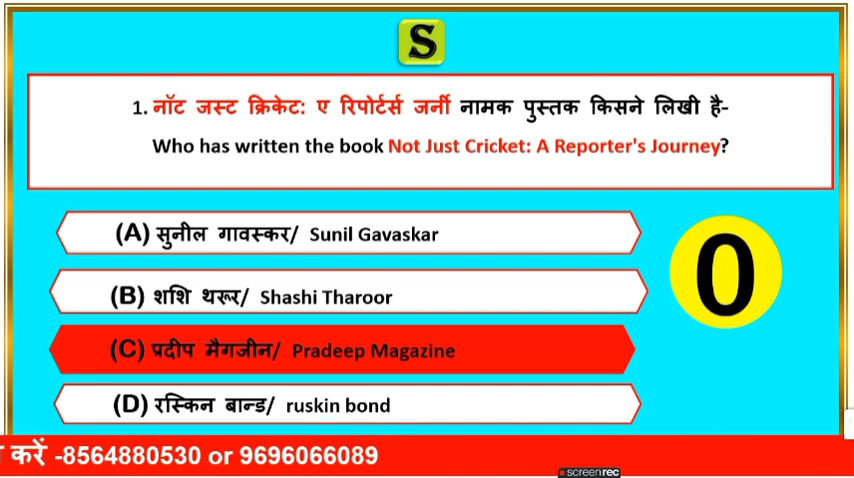 S
1. नॉट जस्ट क्रिकेट: ए रिपोर्टर्स जर्नी नामक पुस्तक किसने लिखी है-
Who has written the book Not Just Cricket: A Reporter's Journey?
(A) सुनील गावस्कर/ Sunil Gavaskar
0
(B) शशि थरूर/ Shashi Tharoor
(C) प्रदीप मैगजीन/ Pradeep Magazine
(D) रस्किन बान्ड/ ruskin bond
करें -8564880530 or 9696066089
screenrec